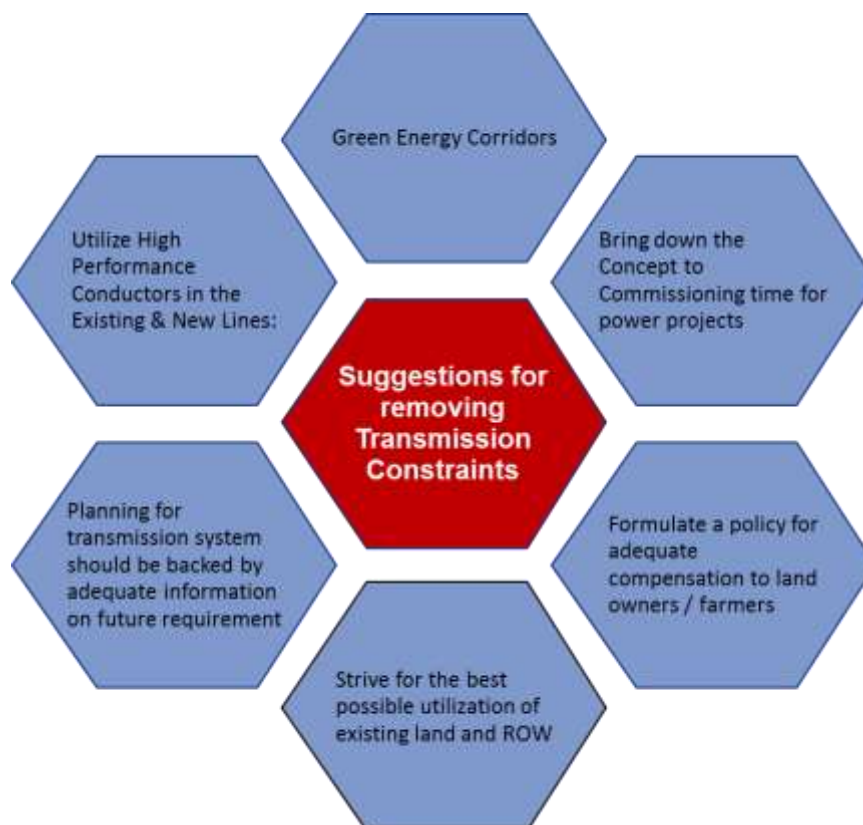 Green Energy Corridors
Utilize High
Performance
Conductors in the
Existing & New Lines:
Bring down the
Concept to
Commissioning time for
power projects
Suggestions for
removing
Transmission
Constraints
Planning for
transmission system
should be backed by
adequate information
on future requirement
Formulate a policy for
adequate
compensation to land
owners / farmers
Strive for the best
possible utilization of
existing land and ROW